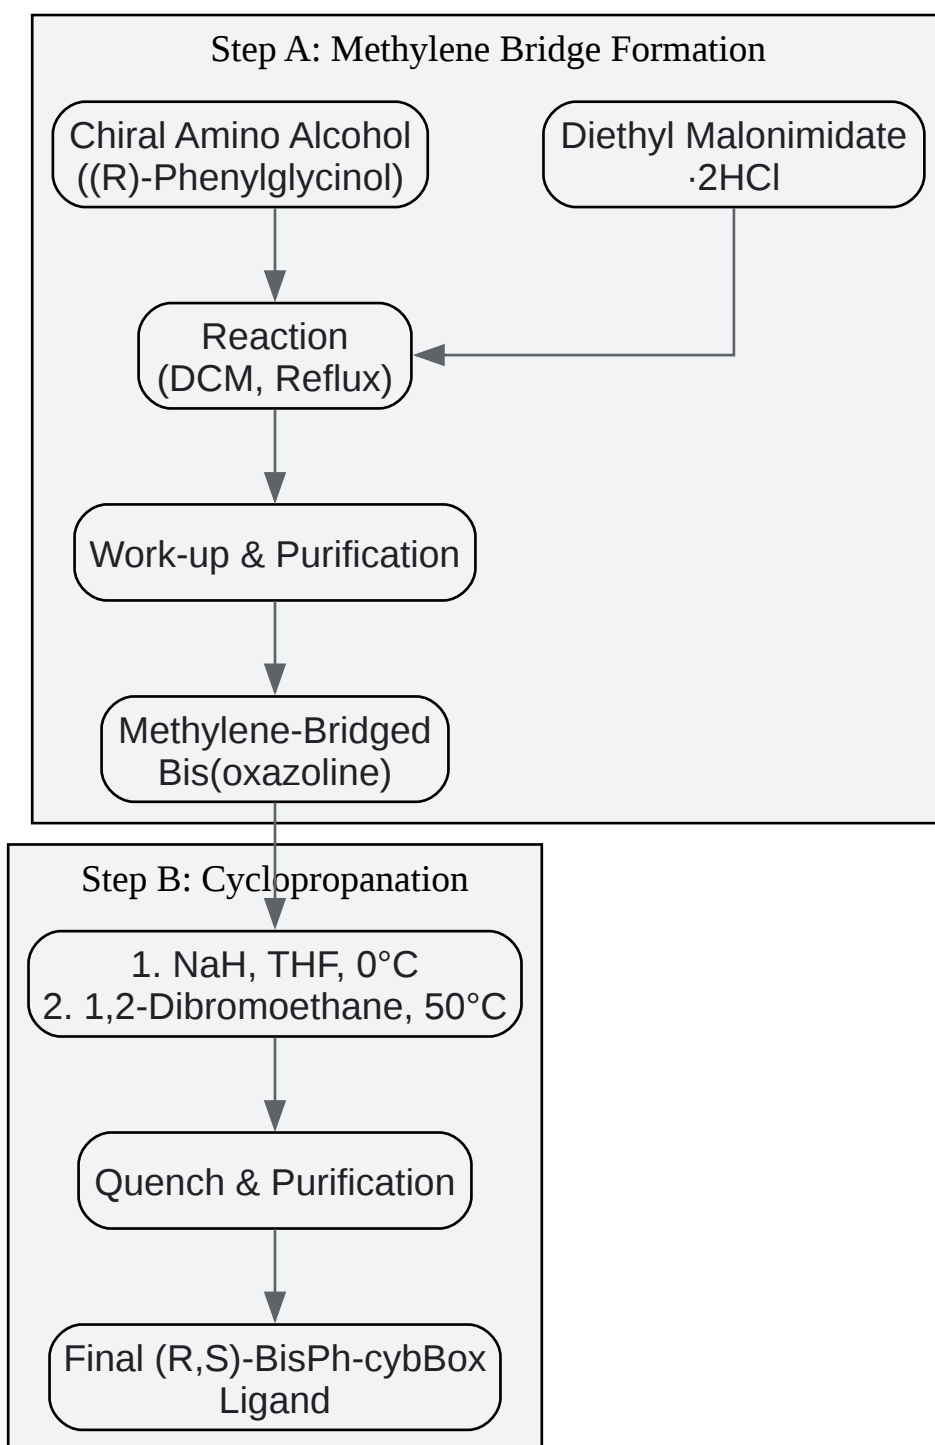 Step A: Methylene Bridge Formation
Chiral Amino Alcohol
((R)-Phenylglycinol)
Diethyl Malonimidate
·2HCl
Reaction
(DCM, Reflux)
Work-up & Purification
Methylene-Bridged
Bis(oxazoline)
Step B: Cyclopropanation
1. NaH, THF, 0°C
2. 1,2-Dibromoethane, 50°C
Quench & Purification
Final (R,S)-BisPh-cybBox
Ligand